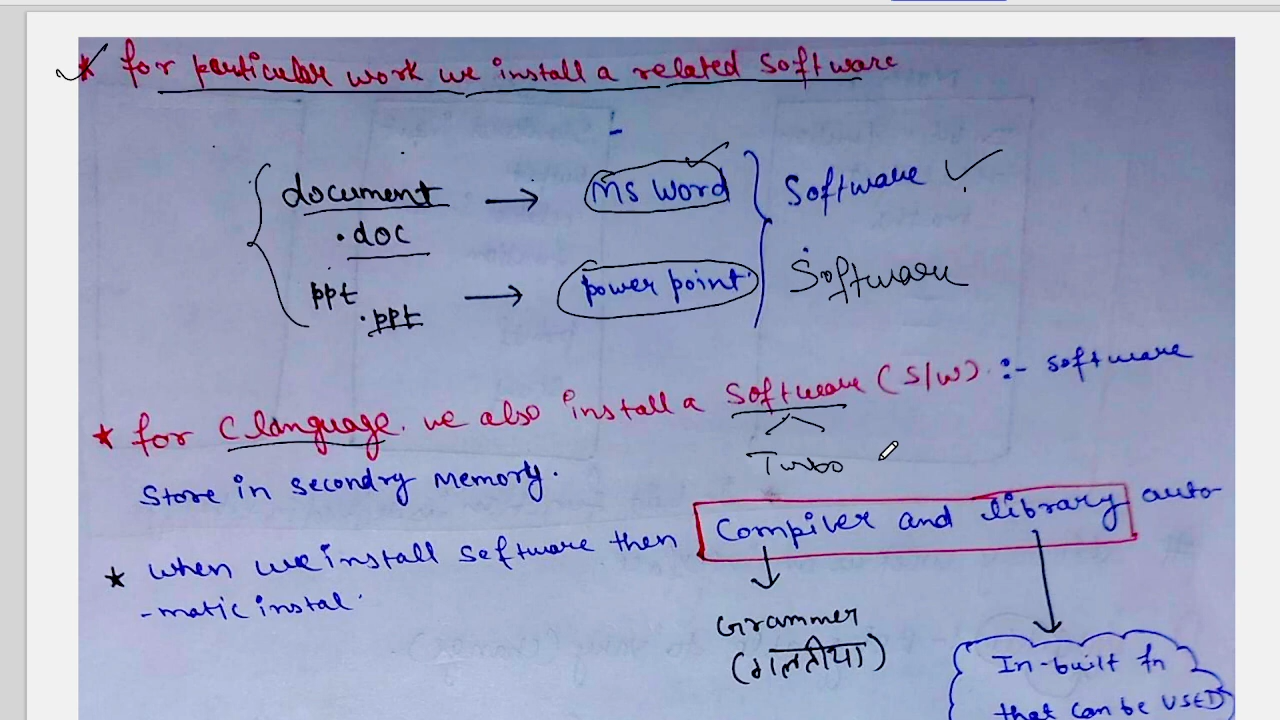 * for particular work we install a related software
document → MS Word } Software
.doc
ppt → power point Software
.ppt
* for C language. we also install a Software (S/W) :- software
Turbo
Store in secondry Memory.
* when we install software then Compiler and library auto-
-matic instal.
Grammer
(गलतीया)
In-built fn
that can be USED